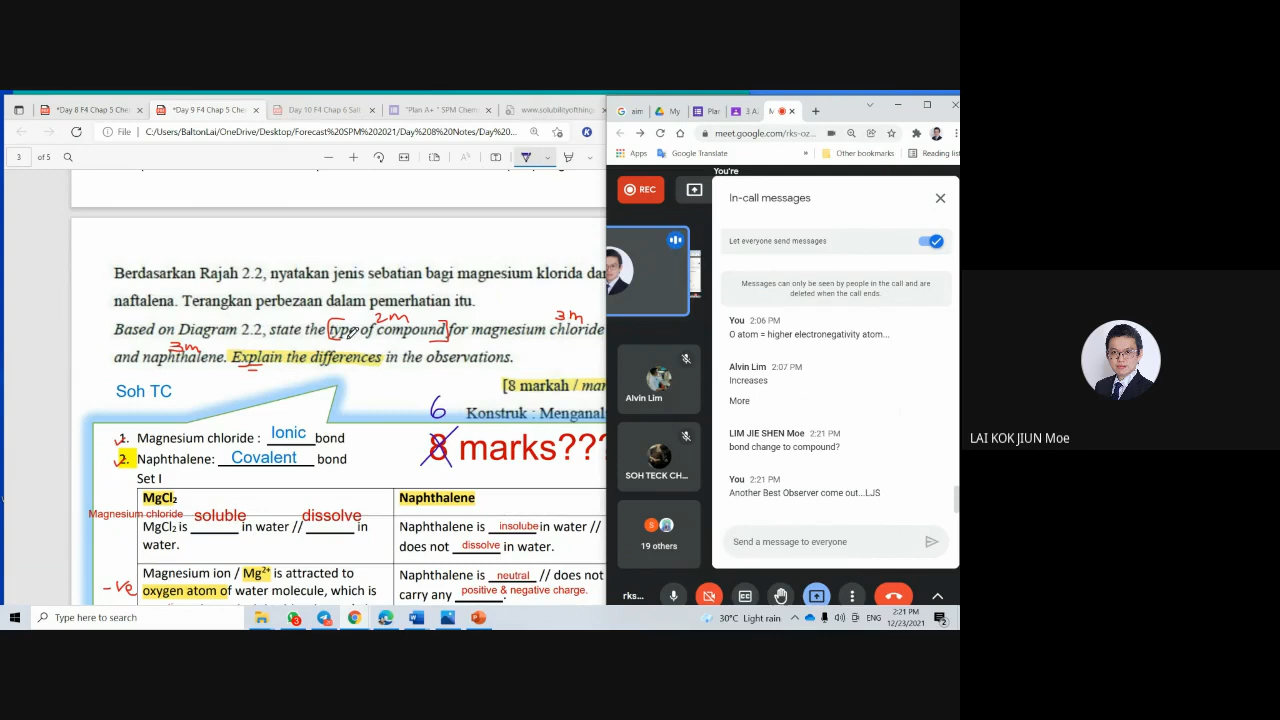 *Day 8 F4 Chap 5 Che
*Day 9 F4 Chap 5 Che
Day 10 F4 Chap 6 Salt
"Plan A+" SPM Chem
www.solubilityofthing
File
C:/Users/BaltonLai/OneDrive/Desktop/Forecast%20SPM%202021/Day%208%20Notes/Day%...
3
of 5
Berdasarkan Rajah 2.2, nyatakan jenis sebatian bagi magnesium klorida dan
naftalena. Terangkan perbezaan dalam pemerhatian itu.
2m
3m
Based on Diagram 2.2, state the type of compound for magnesium chloride
3m
and naphthalene. Explain the differences in the observations.
Soh TC
[8 markah / mar
6
Konstruk : Menganali
8 marks???
1. Magnesium chloride : Ionic bond
2. Naphthalene: Covalent bond
Set I
MgCl₂
Naphthalene
Magnesium chloride
MgCl₂ is soluble in water // dissolve in
water.
Naphthalene is insolube in water //
does not dissolve in water.
Magnesium ion / Mg²⁺ is attracted to
-ve
oxygen atom of water molecule, which is
Naphthalene is neutral // does not
carry any positive & negative charge.
aim
My
Plar
3 A
M
meet.google.com/rks-oz...
Apps
Google Translate
»
Other bookmarks
Reading list
You're
REC
In-call messages
Let everyone send messages
Messages can only be seen by people in the call and are
deleted when the call ends.
You 2:06 PM
O atom = higher electronegativity atom...
Alvin Lim 2:07 PM
Increases
More
LIM JIE SHEN Moe 2:21 PM
bond change to compound?
You 2:21 PM
Another Best Observer come out...LJS
Send a message to everyone
Alvin Lim
SOH TECK CH...
S
19 others
rks...
LAI KOK JIUN Moe
Type here to search
30°C Light rain
ENG
2:21 PM
12/23/2021
2